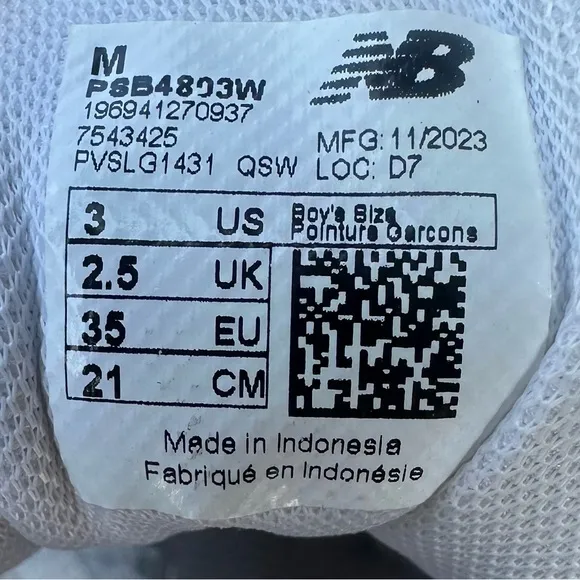 M
NB
PSB4803W
196941270937
7543425
MFG: 11/2023
PVSLG1431 QSW LOC: D7
3 US
Boy's Size
Pointure Garcons
2.5 UK
35 EU
21 CM
Made in Indonesia
Fabriqué en Indonésie